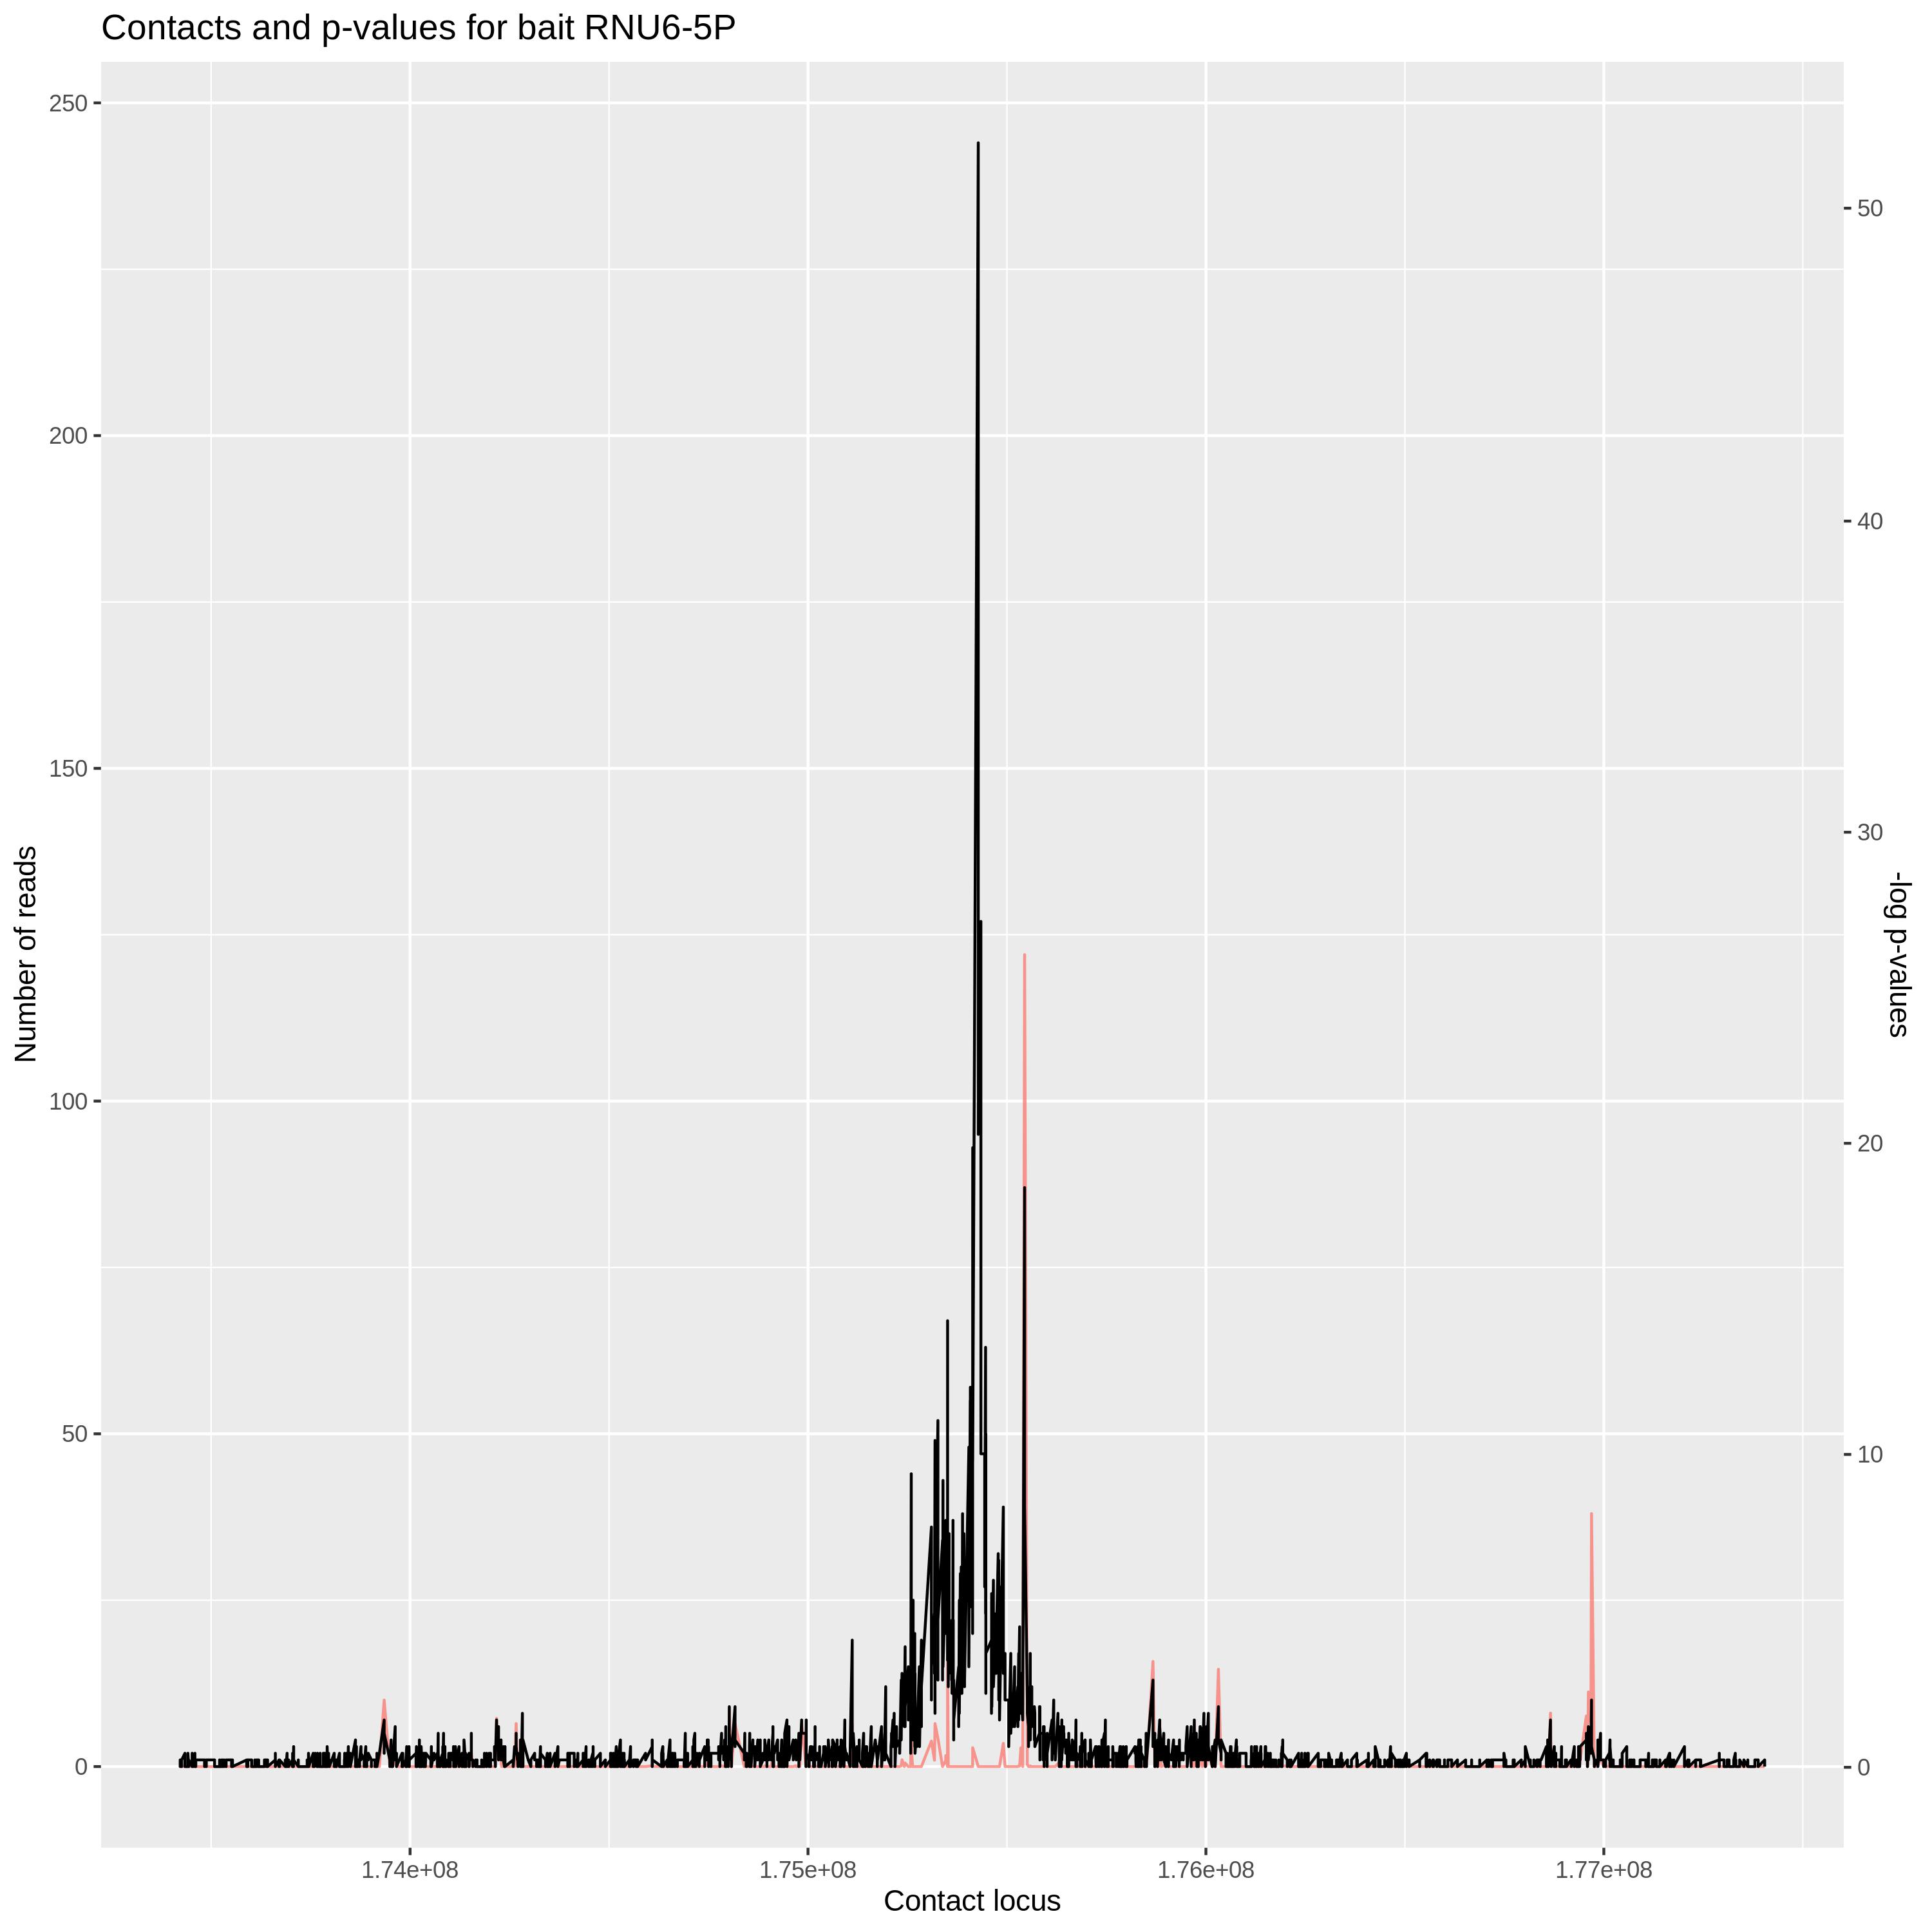 Contacts and p-values for bait RNU6-5P
250
200
150
100
50
0
50
40
30
20
10
0
Number of reads
-log p-values
1.74e+08 1.75e+08 1.76e+08 1.77e+08
Contact locus